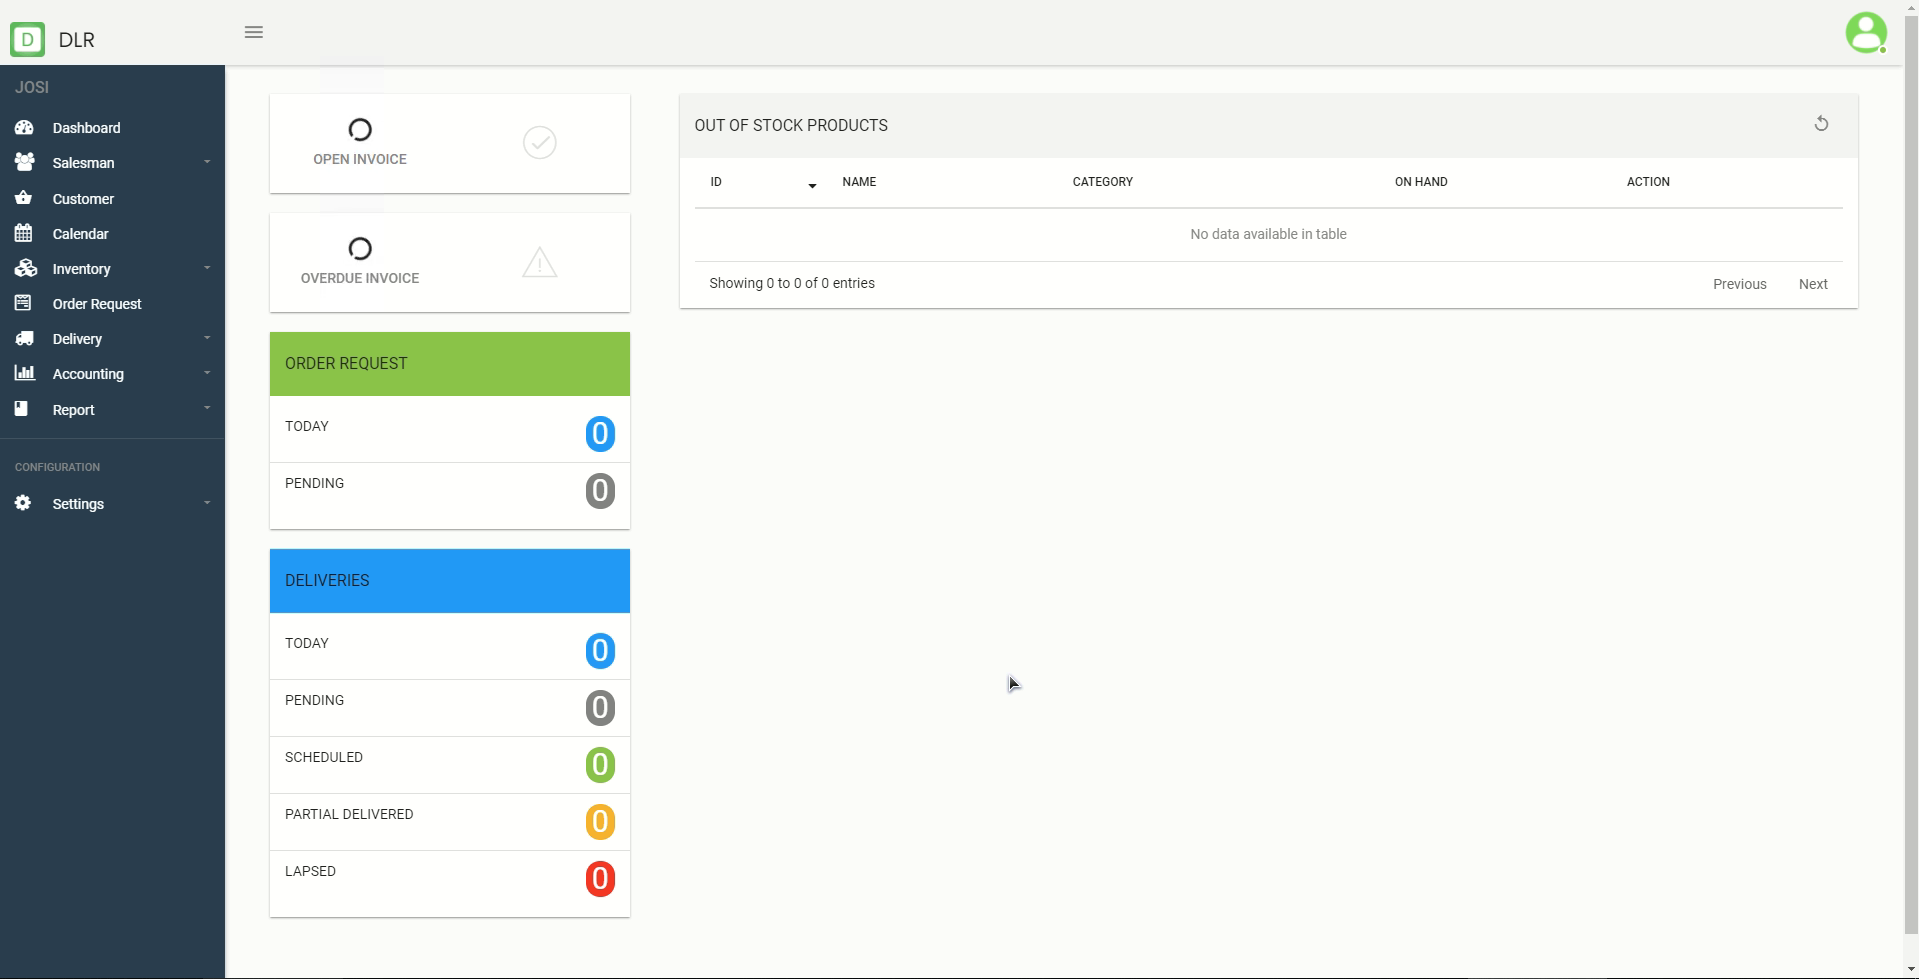 D DLR
JOSI
Dashboard
Salesman
Customer
Calendar
Inventory
Order Request
Delivery
Accounting
Report
CONFIGURATION
Settings
OPEN INVOICE
OVERDUE INVOICE
ORDER REQUEST
TODAY 0
PENDING 0
DELIVERIES
TODAY 0
PENDING 0
SCHEDULED 0
PARTIAL DELIVERED 0
LAPSED 0
OUT OF STOCK PRODUCTS
ID NAME CATEGORY ON HAND ACTION
No data available in table
Showing 0 to 0 of 0 entries Previous Next